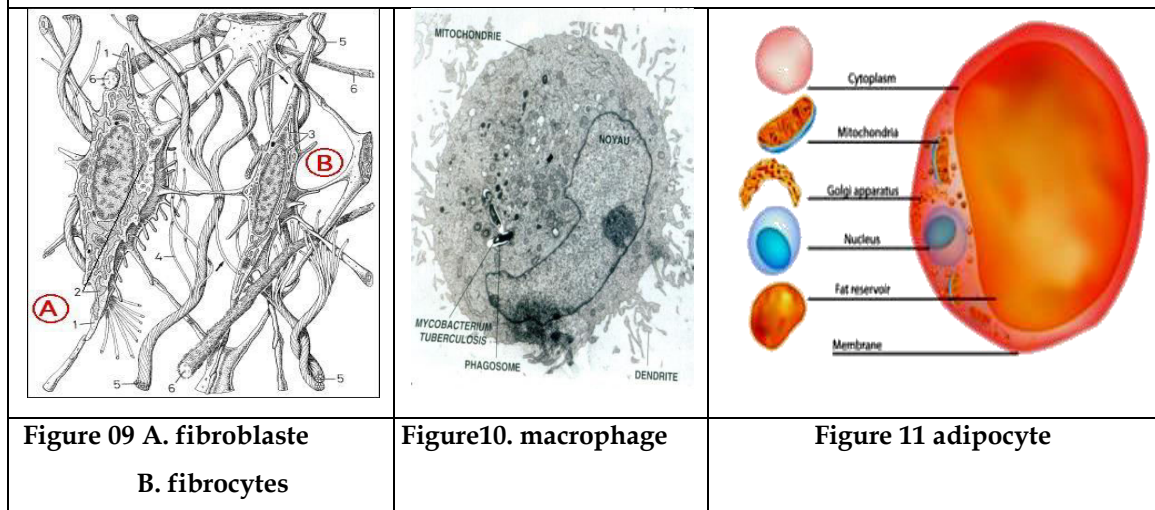 1
5
6
6
3
B
4
2
A
1
5
6
5
MITOCHONDRIE
NOYAU
MYCOBACTERIUM
TUBERCULOSIS
PHAGOSOME
DENDRITE
Cytoplasm
Mitochondria
Golgi apparatus
Nucleus
Fat reservoir
Membrane
Figure 09 A. fibroblaste
B. fibrocytes
Figure10. macrophage
Figure 11 adipocyte